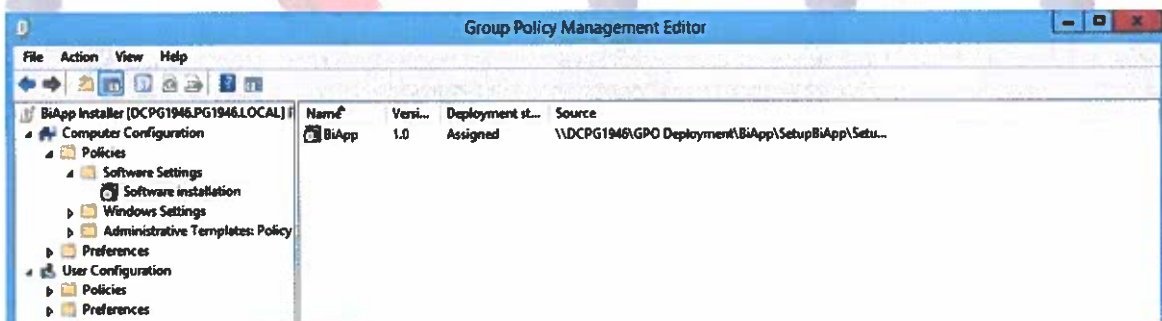 Group Policy Management Editor
File Action View Help
BiApp Installer [DCPG1946.PG1946.LOCAL]
Name Versi... Deployment st... Source
Computer Configuration
BiApp 1.0 Assigned \\DCPG1946\GPO Deployment\BiApp\SetupBiApp\Setu...
Policies
Software Settings
Software installation
Windows Settings
Administrative Templates: Policy
Preferences
User Configuration
Policies
Preferences